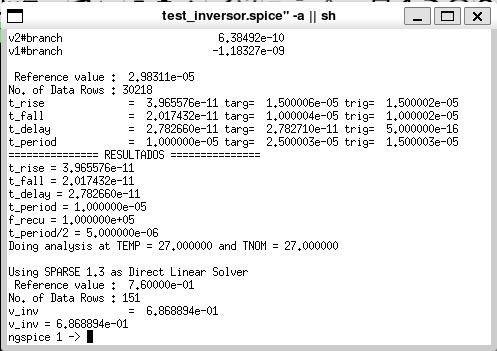 test_inversor.spice" -a || sh
v2#branch 6.38492e-10
v1#branch -1.18327e-09
Reference value : 2.98311e-05
No. of Data Rows : 30218
t_rise = 3.965576e-11 targ= 1.500006e-05 trig= 1.500002e-05
t_fall = 2.017432e-11 targ= 1.000004e-05 trig= 1.000002e-05
t_delay = 2.782660e-11 targ= 2.782710e-11 trig= 5.000000e-16
t_period = 1.000000e-05 targ= 2.500003e-05 trig= 1.500003e-05
=============== RESULTADOS ===============
t_rise = 3.965576e-11
t_fall = 2.017432e-11
t_delay = 2.782660e-11
t_period = 1.000000e-05
f_recu = 1.000000e+05
t_period/2 = 5.000000e-06
Doing analysis at TEMP = 27.000000 and TNOM = 27.000000
Using SPARSE 1.3 as Direct Linear Solver
Reference value : 7.60000e-01
No. of Data Rows : 151
v_inv = 6.868894e-01
v_inv = 6.868894e-01
ngspice 1 ->